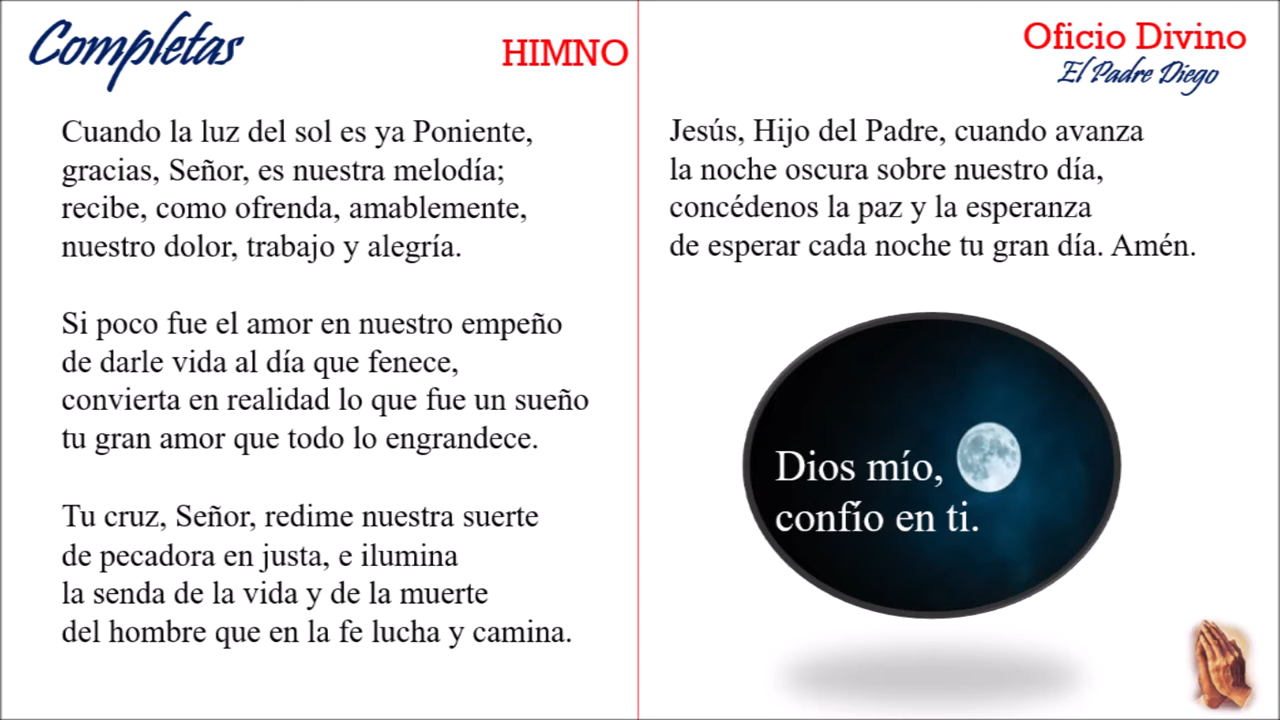 Completas
HIMNO
Cuando la luz del sol es ya Poniente,
gracias, Señor, es nuestra melodía;
recibe, como ofrenda, amablemente,
nuestro dolor, trabajo y alegría.
Si poco fue el amor en nuestro empeño
de darle vida al día que fenece,
convierta en realidad lo que fue un sueño
tu gran amor que todo lo engrandece.
Tu cruz, Señor, redime nuestra suerte
de pecadora en justa, e ilumina
la senda de la vida y de la muerte
del hombre que en la fe lucha y camina.
Oficio Divino
El Padre Diego
Jesús, Hijo del Padre, cuando avanza
la noche oscura sobre nuestro día,
concédenos la paz y la esperanza
de esperar cada noche tu gran día. Amén.
Dios mío,
confío en ti.